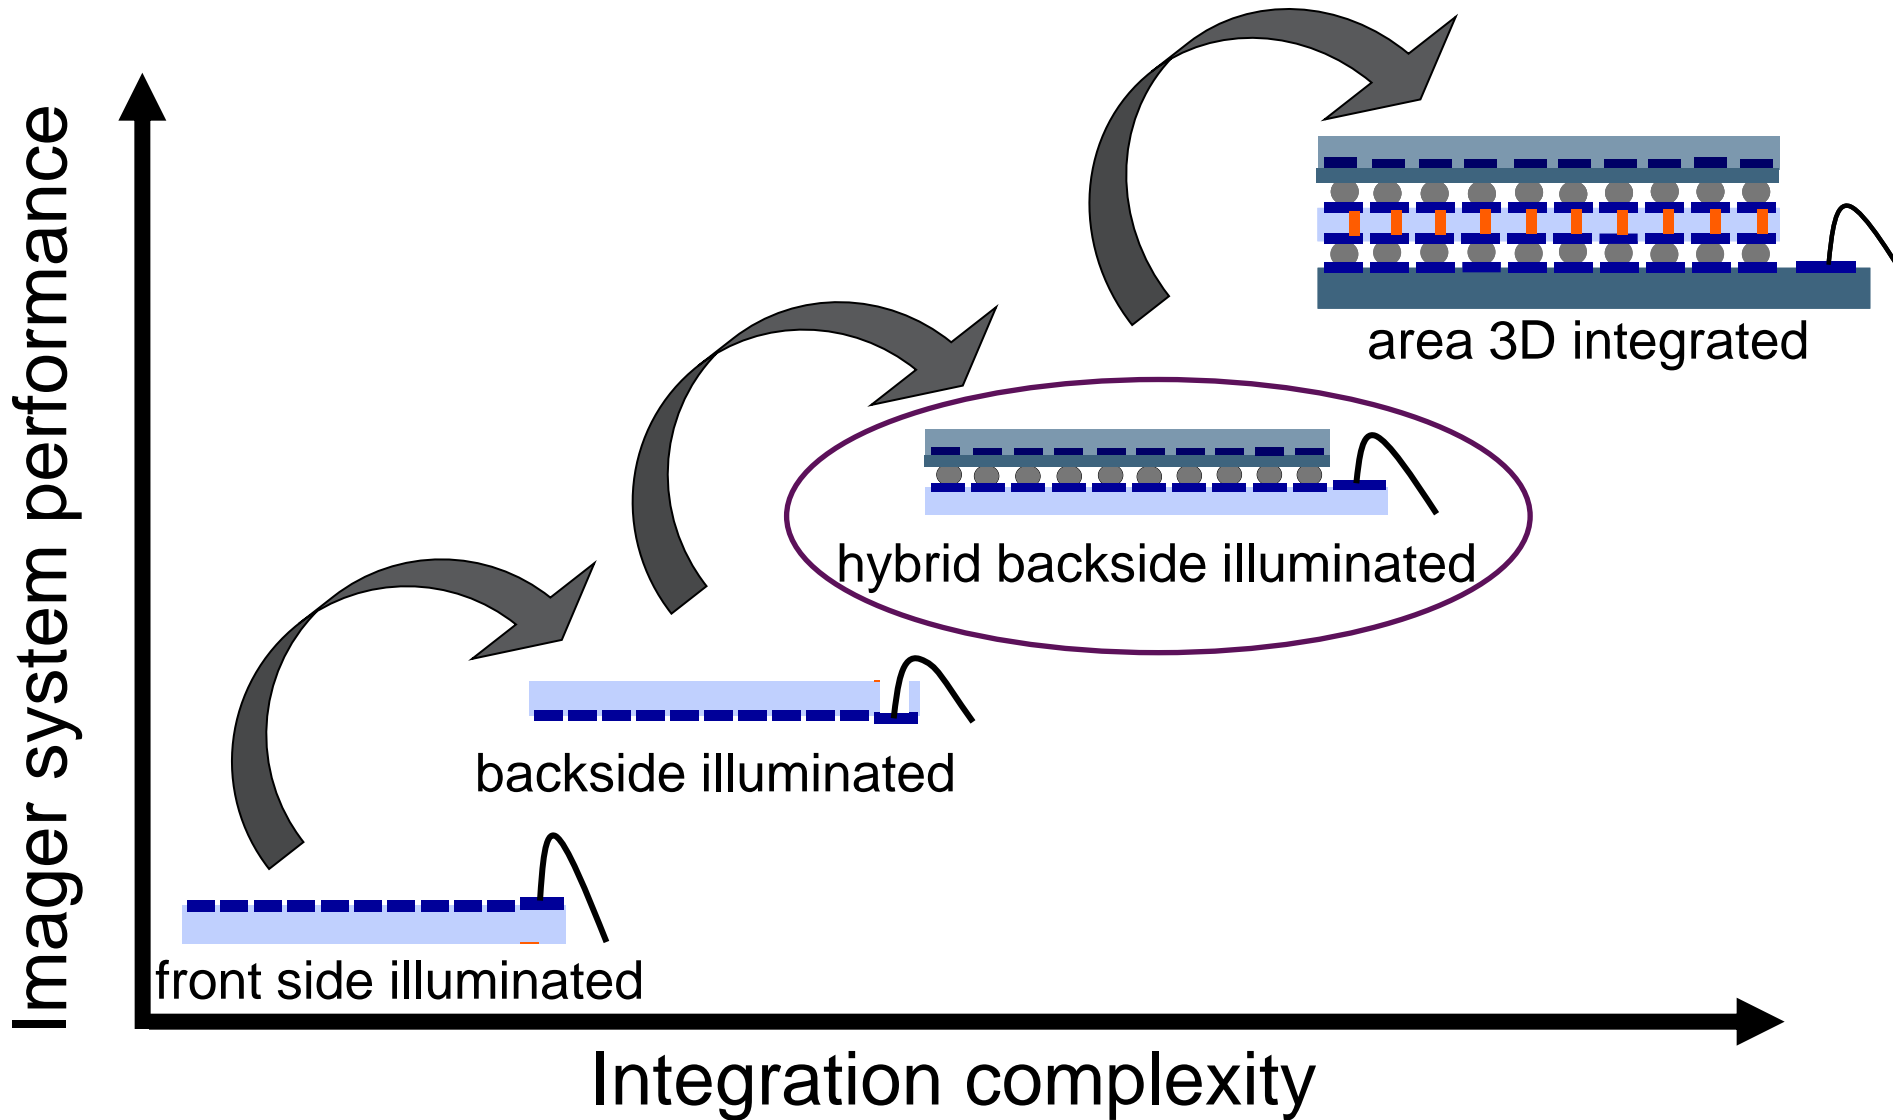 Imager system performance
area 3D integrated
hybrid backside illuminated
backside illuminated
front side illuminated
Integration complexity